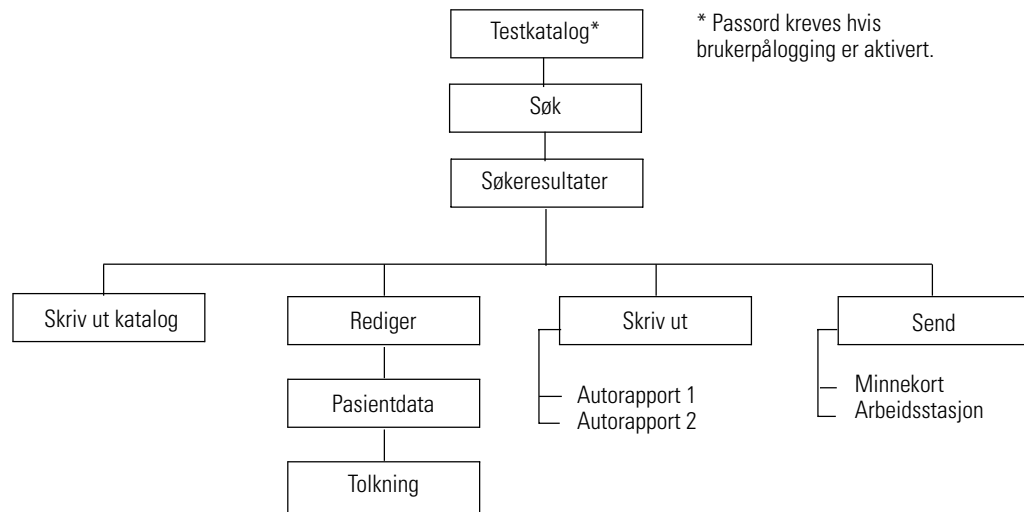 Testkatalog*
* Passord kreves hvis
brukerpålogging er aktivert.
Søk
Søkeresultater
Skriv ut katalog
Rediger
Skriv ut
Send
Pasientdata
Autorapport 1
Autorapport 2
Minnekort
Arbeidsstasjon
Tolkning